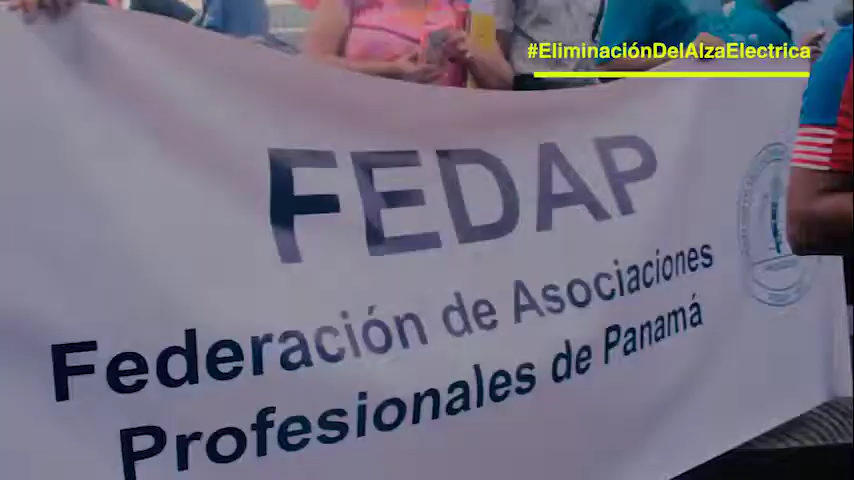 #EliminaciónDelAlzaElectrica
FEDAP
Federación de Asociaciones
Profesionales de Panamá